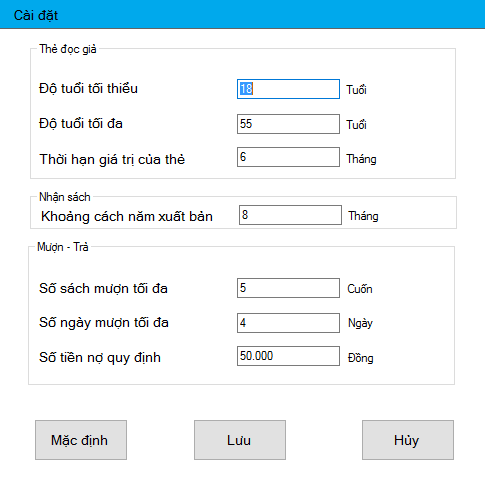 Cài đặt
Thẻ đọc giả
Độ tuổi tối thiểu 18 Tuổi
Độ tuổi tối đa 55 Tuổi
Thời hạn giá trị của thẻ 6 Tháng
Nhận sách
Khoảng cách năm xuất bản 8 Tháng
Mượn - Trả
Số sách mượn tối đa 5 Cuốn
Số ngày mượn tối đa 4 Ngày
Số tiền nợ quy định 50.000 Đồng
Mặc định Lưu Hủy